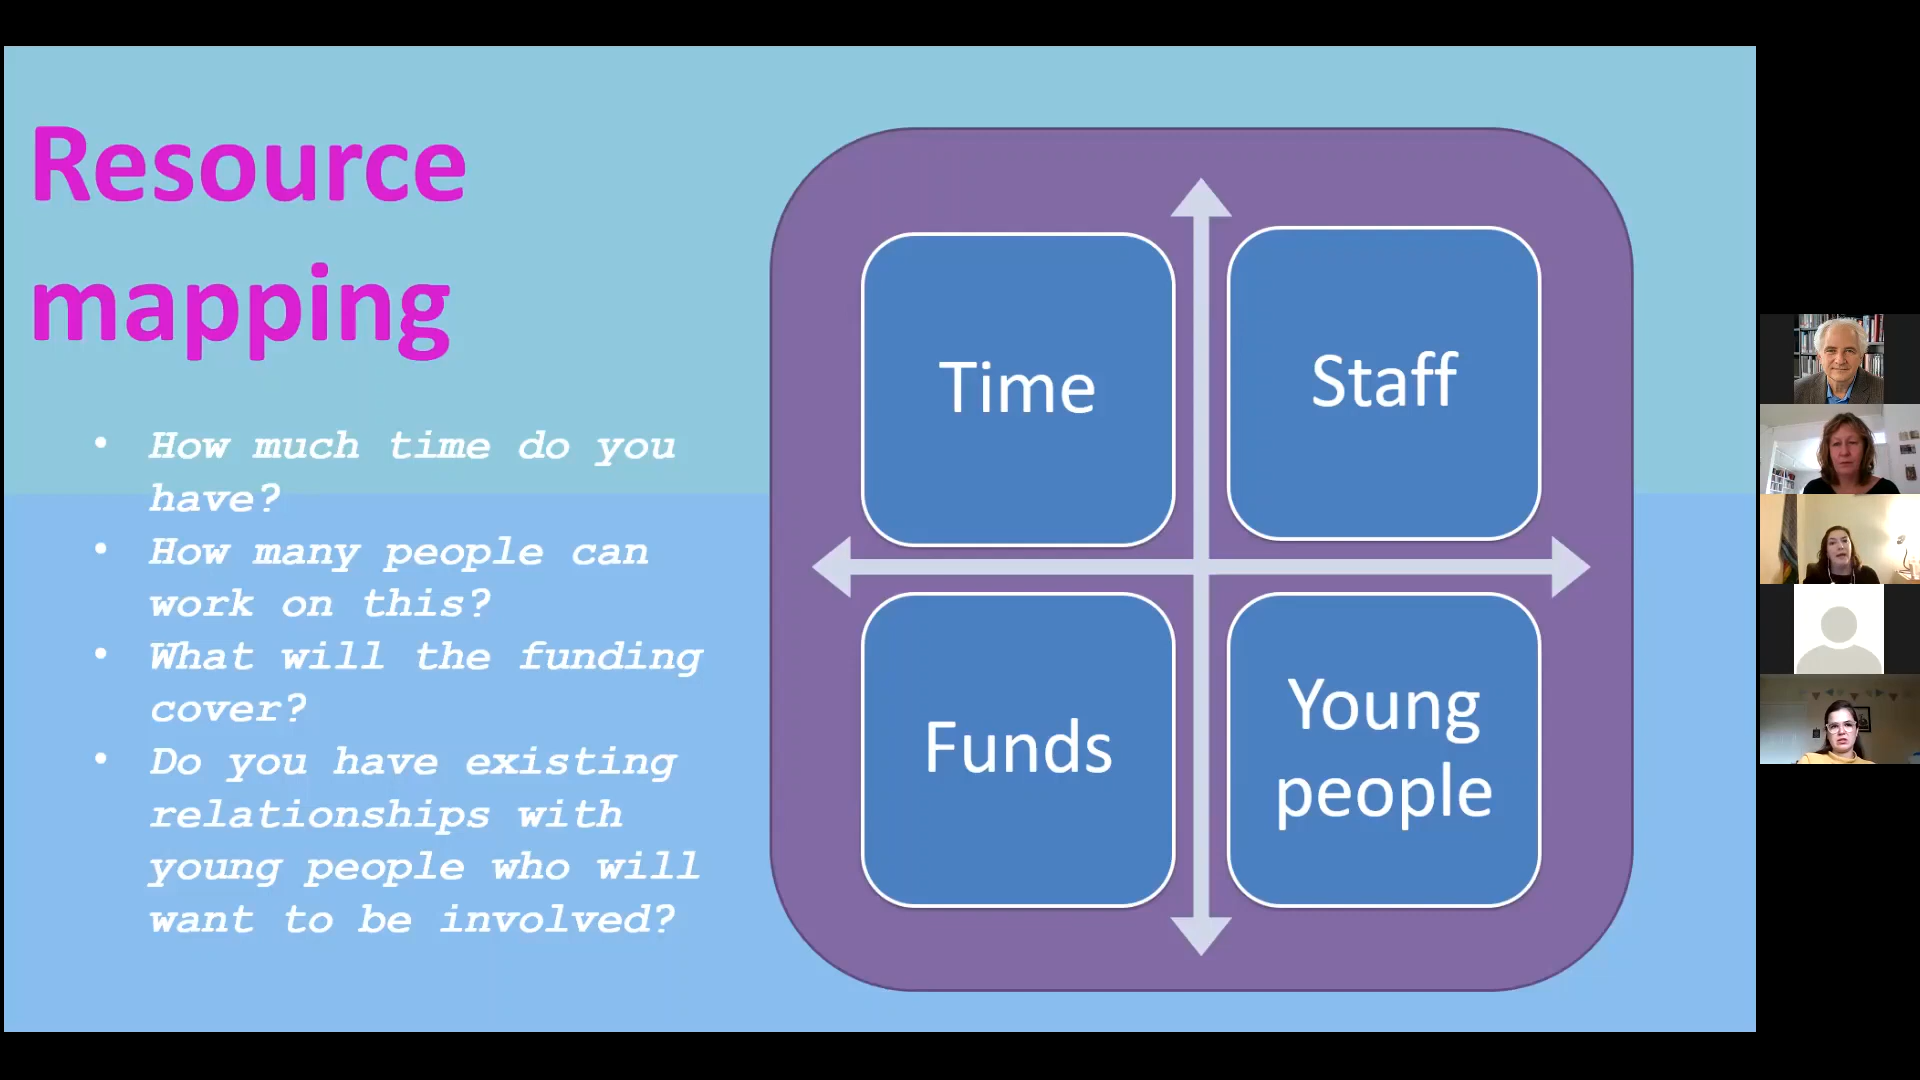 Resource
mapping
• How much time do you
have?
• How many people can
work on this?
• What will the funding
cover?
• Do you have existing
relationships with
young people who will
want to be involved?
Time
Staff
Funds
Young
people